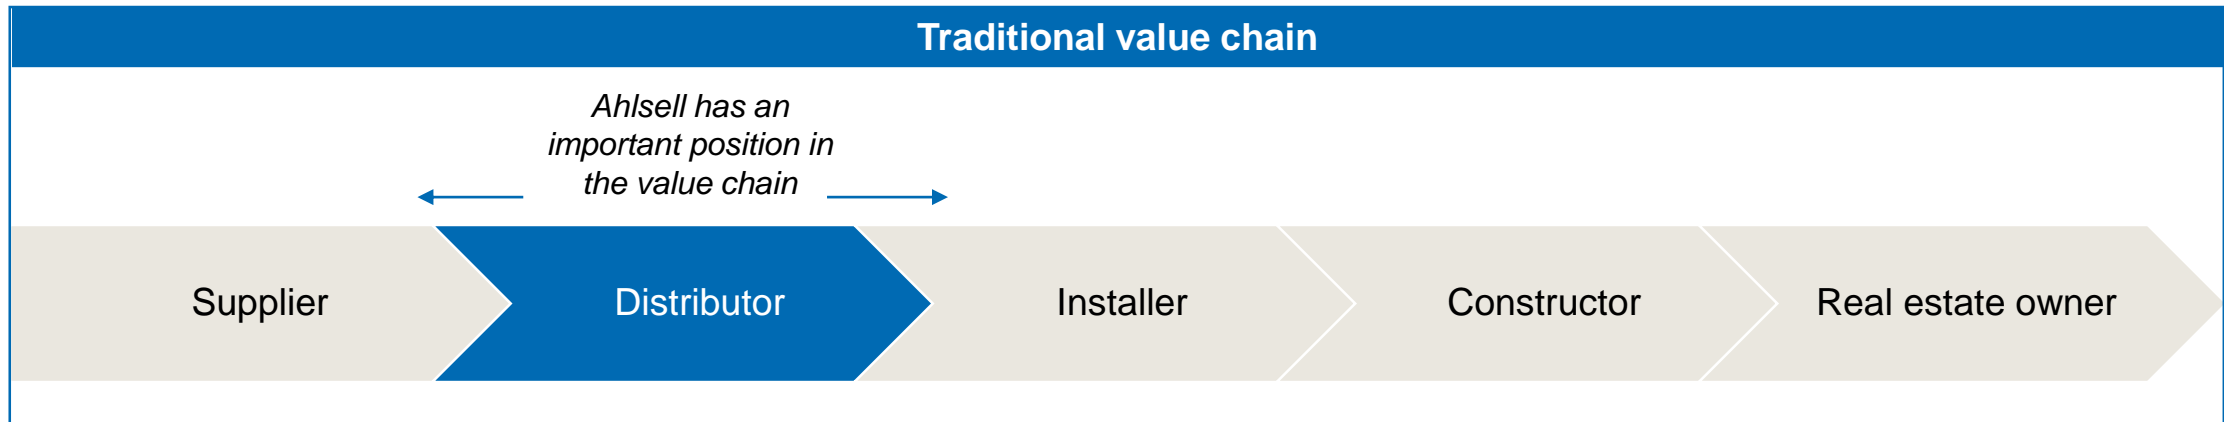 Traditional value chain
Ahlsell has an
important position in
the value chain
Supplier
Distributor
Installer
Constructor
Real estate owner